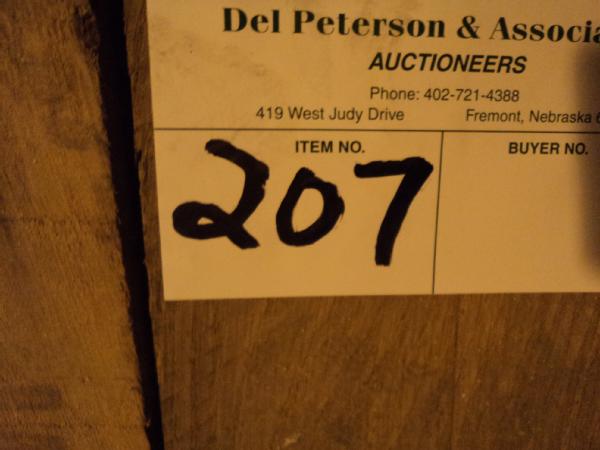 Del Peterson & Associa
AUCTIONEERS
Phone: 402-721-4388
419 West Judy Drive Fremont, Nebraska 6
ITEM NO. BUYER NO.
207